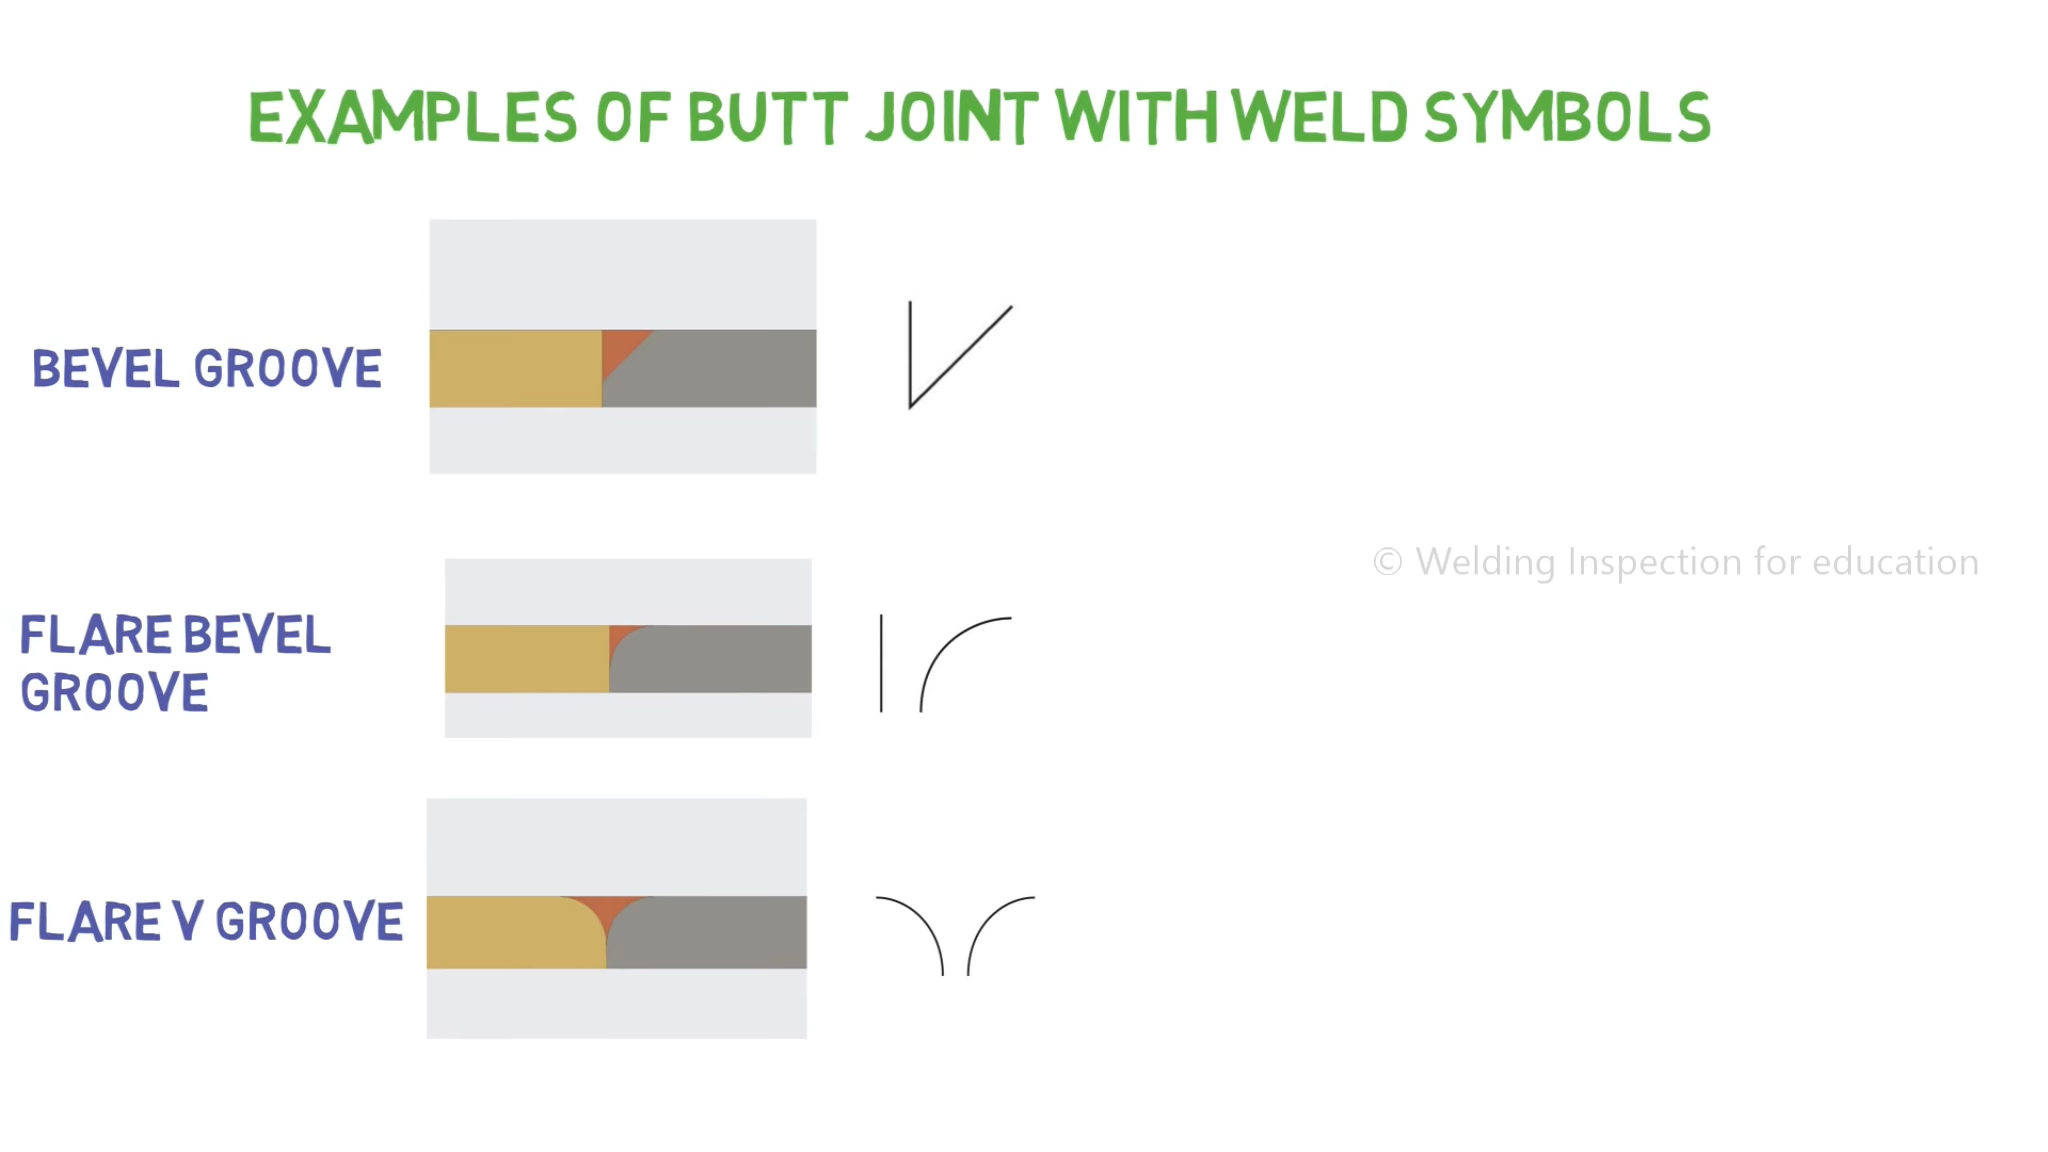 EXAMPLES OF BUTT JOINT WITH WELD SYMBOLS
BEVEL GROOVE
© Welding Inspection for education
FLARE BEVEL
GROOVE
FLARE V GROOVE